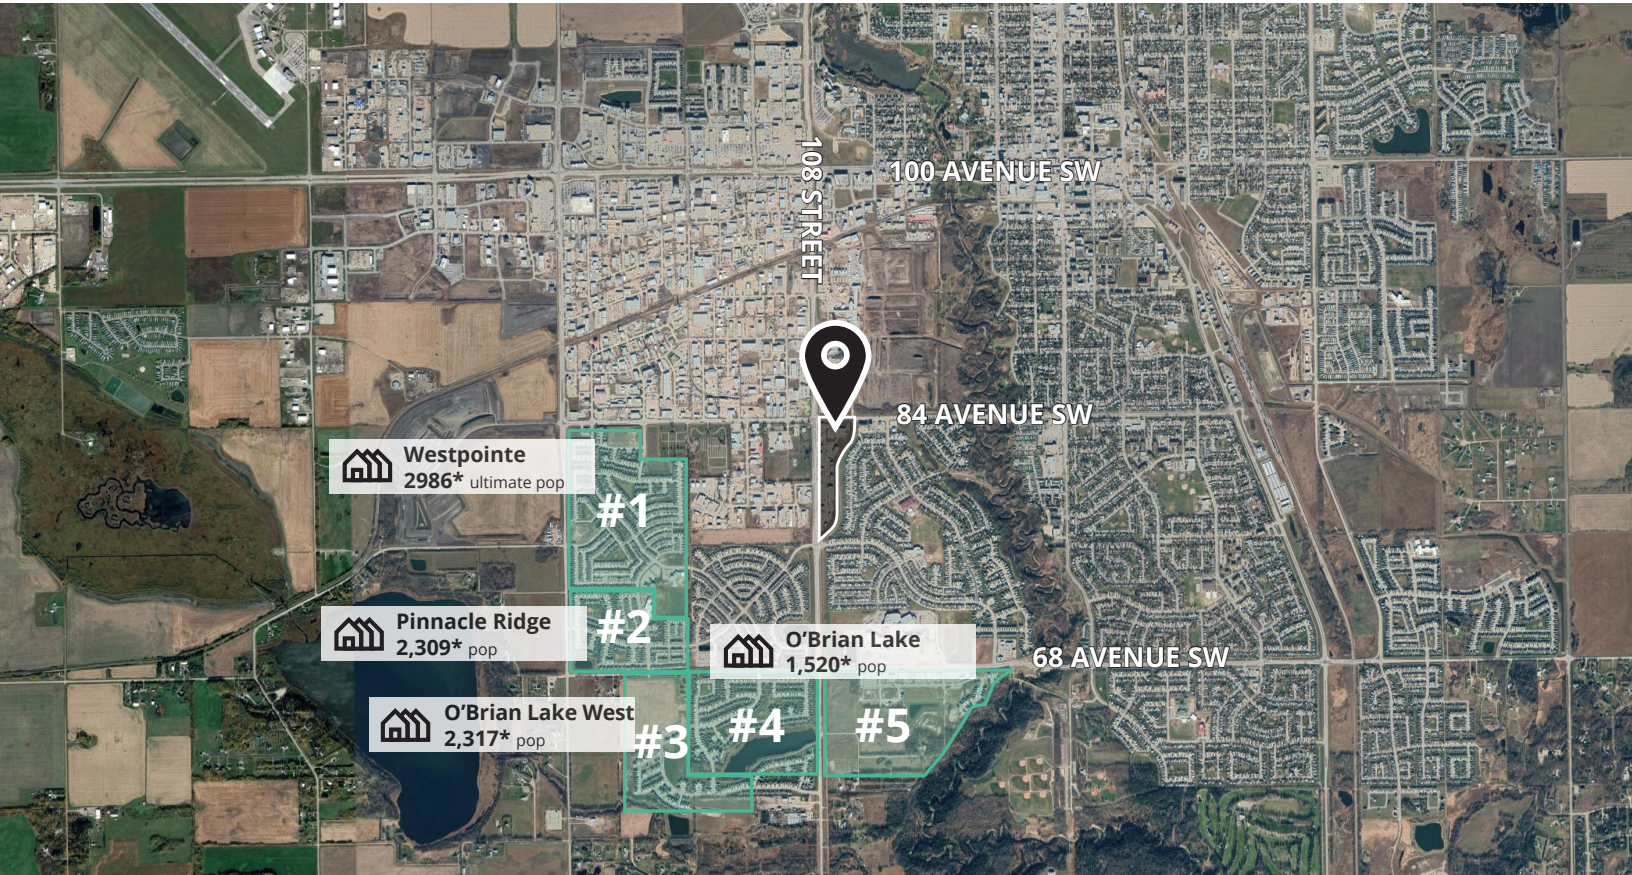 108 STREET
100 AVENUE SW
84 AVENUE SW
Westpointe
2986* ultimate pop
#1
Pinnacle Ridge
2,309* pop
#2
O’Brian Lake
1,520* pop
68 AVENUE SW
O’Brian Lake West
2,317* pop
#3
#4
#5